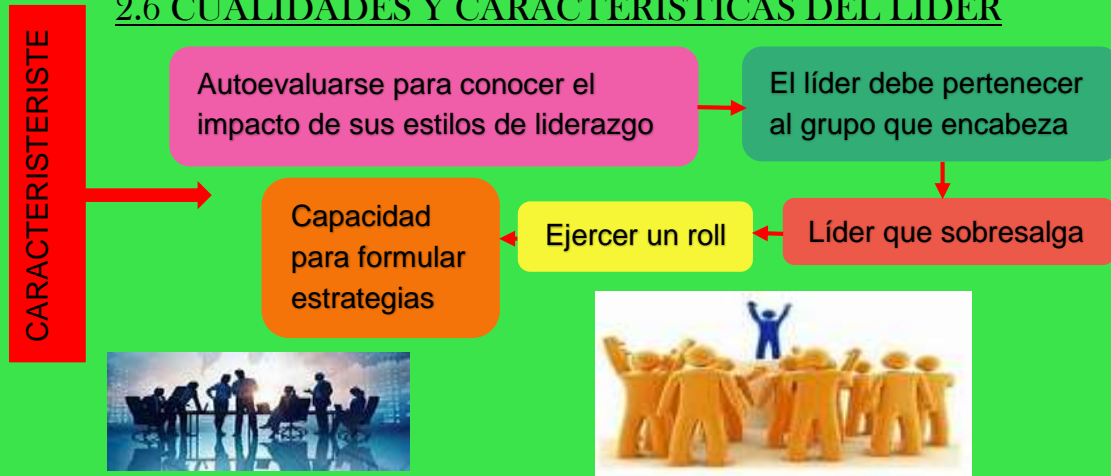 2.6 CUALIDADES Y CARACTERISTICAS DEL LIDER
CARACTERISTERISTE
Autoevaluarse para conocer el
impacto de sus estilos de liderazgo
El líder debe pertenecer
al grupo que encabeza
Líder que sobresalga
Ejercer un roll
Capacidad
para formular
estrategias